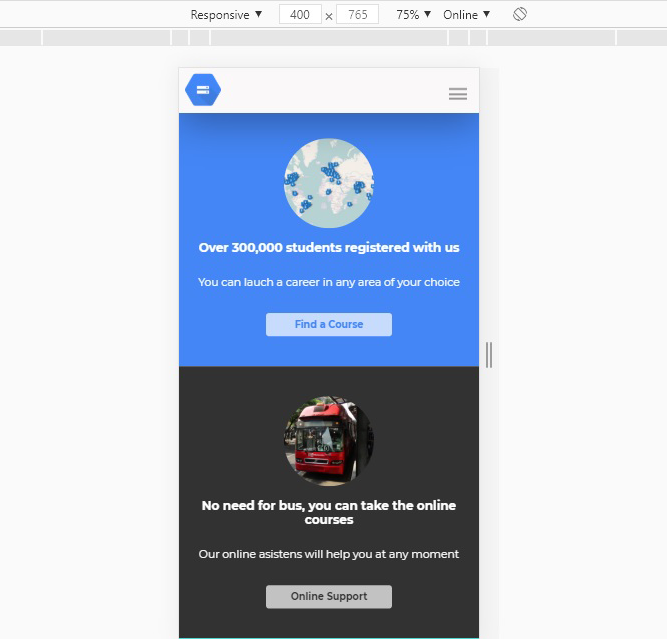 Responsive ▼ 400 × 765 75% ▼ Online ▼
Over 300,000 students registered with us
You can lauch a career in any area of your choice
Find a Course
No need for bus, you can take the online
courses
Our online asistens will help you at any moment
Online Support